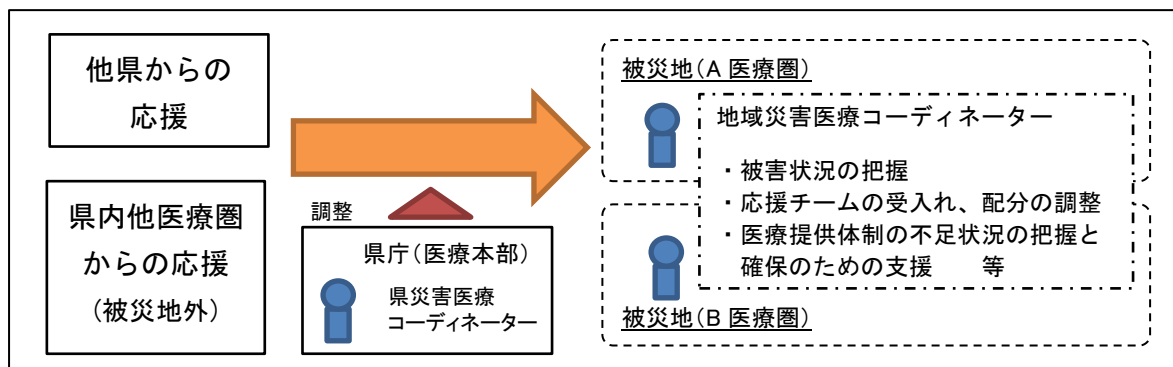 他県からの
応援
県内他医療圏
からの応援
（被災地外）
調整
県庁（医療本部）
県災害医療
コーディネーター
被災地（A 医療圏）
地域災害医療コーディネーター
・被害状況の把握
・応援チームの受入れ、配分の調整
・医療提供体制の不足状況の把握と
確保のための支援　　等
被災地（B 医療圏）